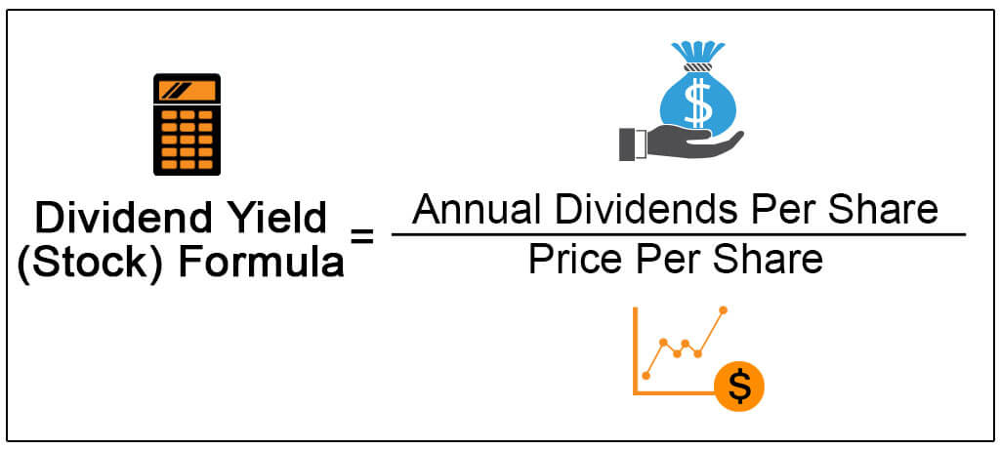 Dividend Yield
(Stock) Formula
=
Annual Dividends Per Share
Price Per Share
$
$